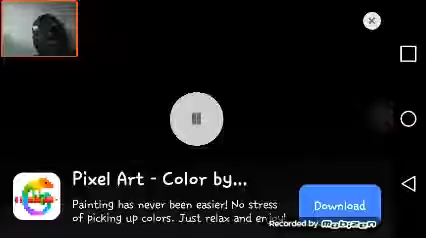 Pixel Art - Color by...
Painting has never been easier! No stress
of picking up colors. Just relax and enjoy!
Download
Recorded by Mobizen